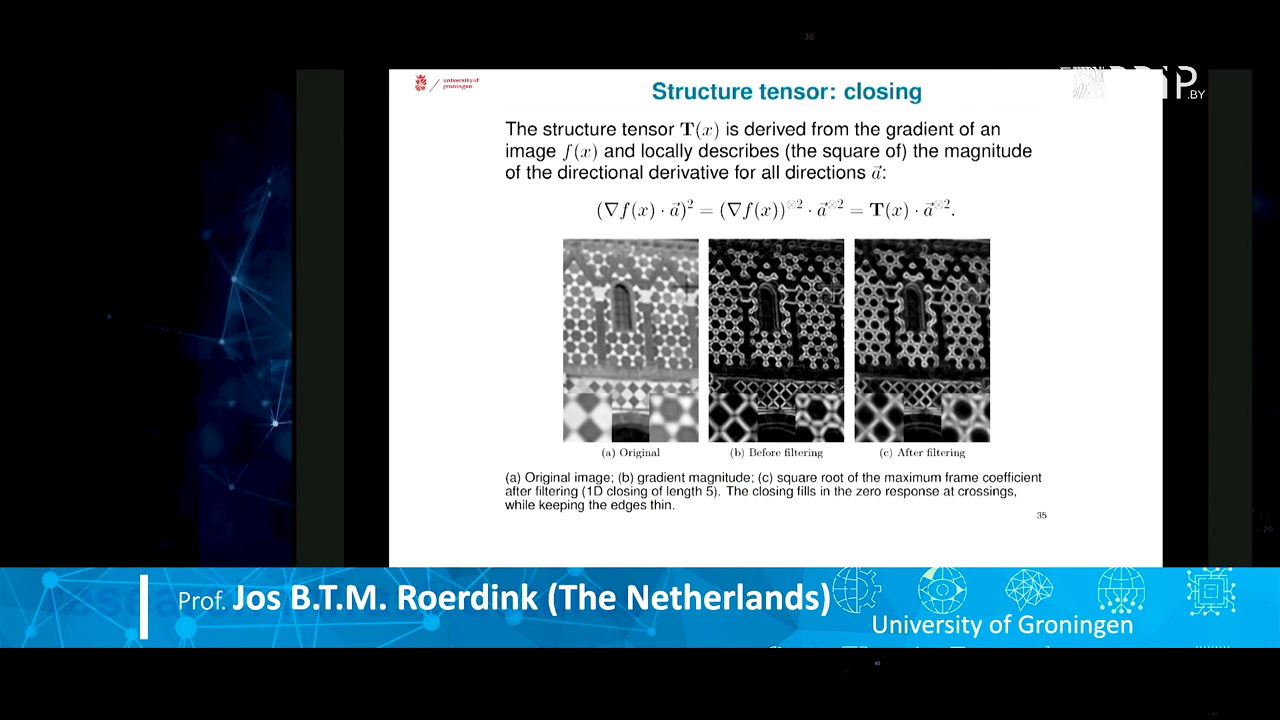 30
university of
groningen
.BY
Structure tensor: closing
The structure tensor T(x) is derived from the gradient of an
image f(x) and locally describes (the square of) the magnitude
of the directional derivative for all directions a⃗:
(∇f(x) · a⃗)² = (∇f(x))^⊗2 · a⃗^⊗2 = T(x) · a⃗^⊗2.
(a) Original
(b) Before filtering
(c) After filtering
(a) Original image; (b) gradient magnitude; (c) square root of the maximum frame coefficient
after filtering (1D closing of length 5). The closing fills in the zero response at crossings,
while keeping the edges thin.
35
Prof. Jos B.T.M. Roerdink (The Netherlands)
University of Groningen